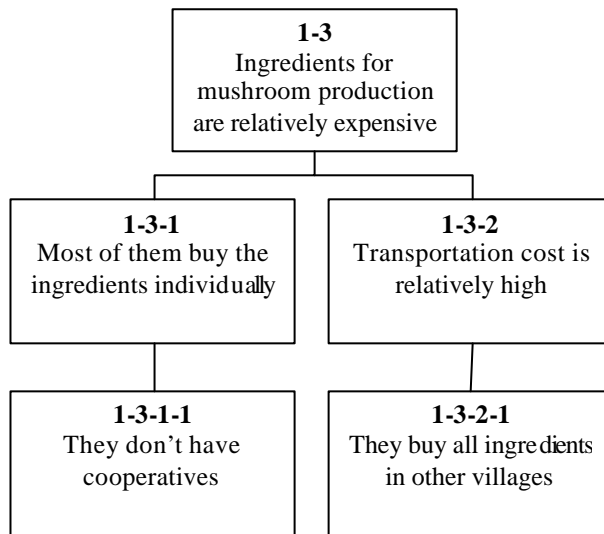 1-3
Ingredients for
mushroom production
are relatively expensive
1-3-1
Most of them buy the
ingredients individually
1-3-2
Transportation cost is
relatively high
1-3-1-1
They don’t have
cooperatives
1-3-2-1
They buy all ingredients
in other villages